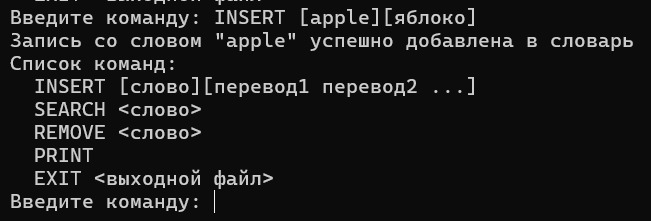 Введите команду: INSERT [apple][яблоко]
Запись со словом "apple" успешно добавлена в словарь
Список команд:
  INSERT [слово][перевод1 перевод2 ...]
  SEARCH <слово>
  REMOVE <слово>
  PRINT
  EXIT <выходной файл>
Введите команду: